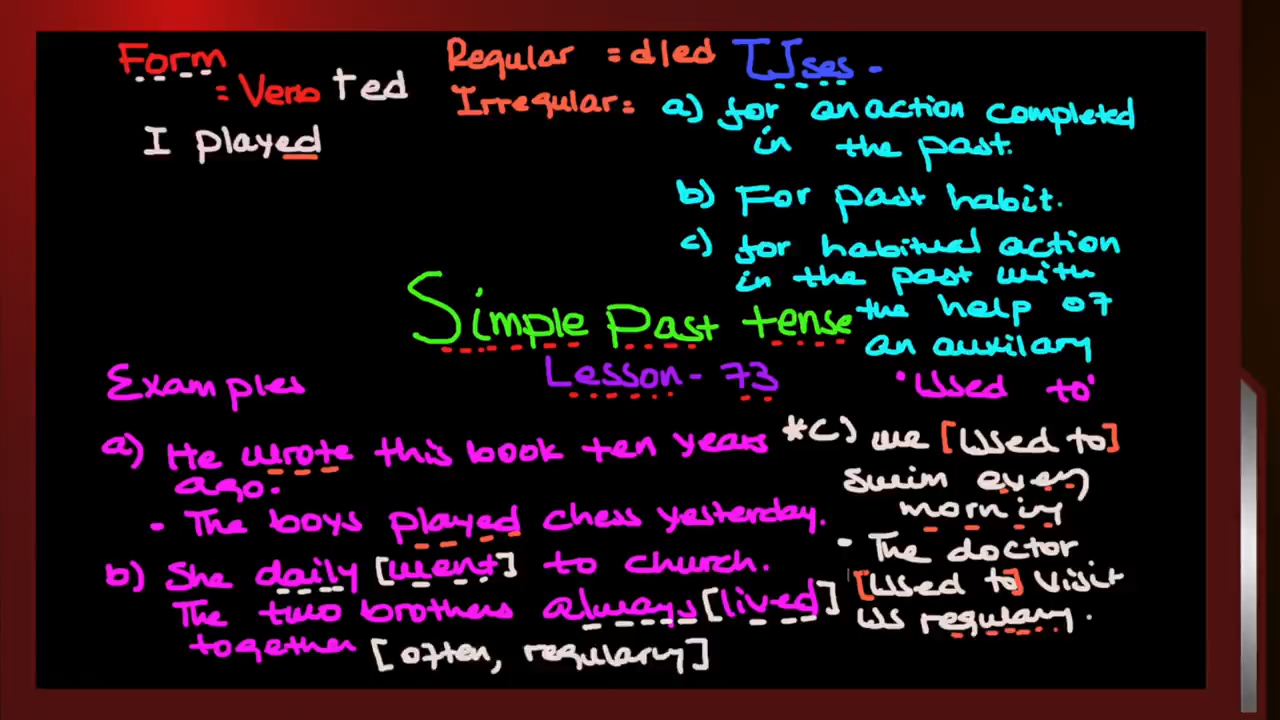 Form
= Verb + ed
I played
Regular = d/ed
Irregular =
Uses -
a) for an action completed
in the past.
b) For past habit.
c) for habitual action
in the past with
the help of
an auxilary
"Used to"
Simple Past tense
Lesson - 73
Examples
a) He wrote this book ten years
ago.
- The boys played chess yesterday.
b) She daily [went] to church.
The two brothers always [lived]
together [often, regulary]
*c) we [Used to]
swim every
morning
- The doctor
[Used to] visit
us regulary.